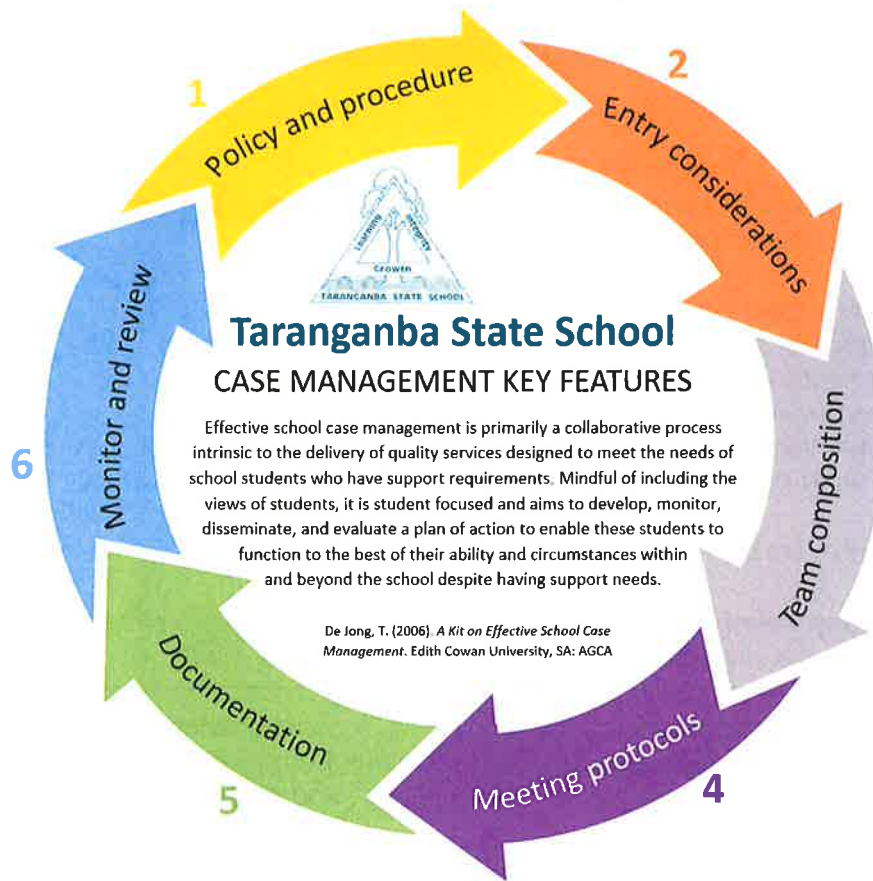 1
Policy and procedure
2
Entry considerations
Team composition
4
Meeting protocols
5
Documentation
6
Monitor and review
Learning
Integrity
Growth
TARANGANBA STATE SCHOOL
Taranganba State School
CASE MANAGEMENT KEY FEATURES
Effective school case management is primarily a collaborative process
intrinsic to the delivery of quality services designed to meet the needs of
school students who have support requirements. Mindful of including the
views of students, it is student focused and aims to develop, monitor,
disseminate, and evaluate a plan of action to enable these students to
function to the best of their ability and circumstances within
and beyond the school despite having support needs.
De Jong, T. (2006). A Kit on Effective School Case
Management. Edith Cowan University, SA: AGCA